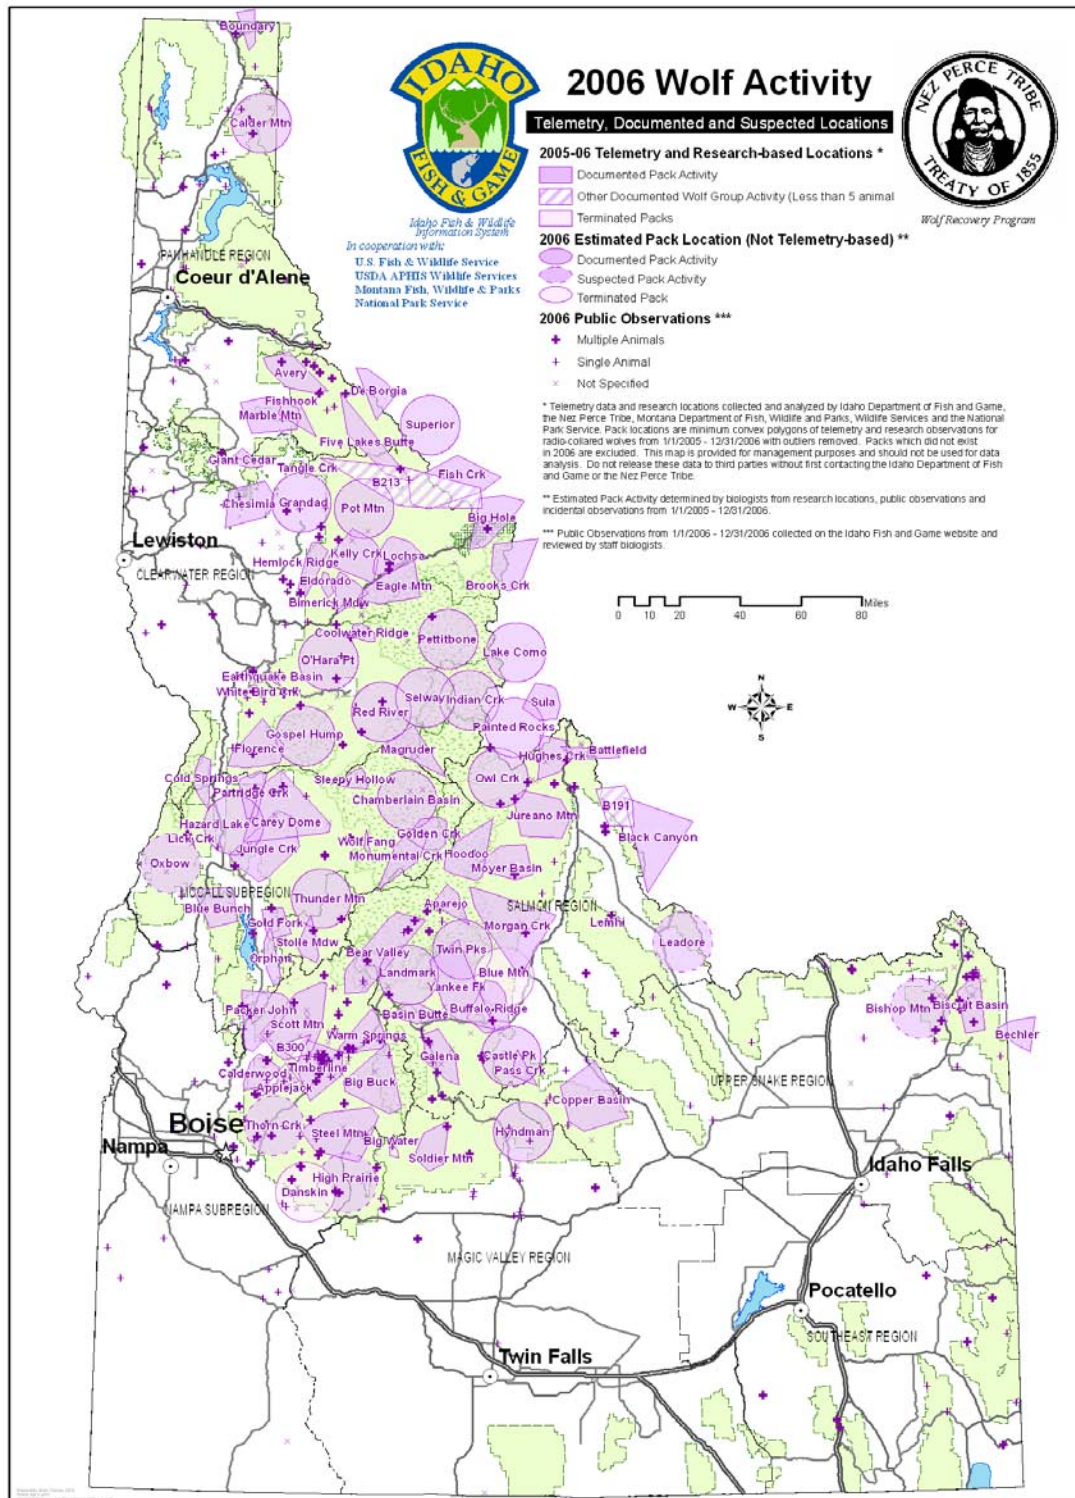 2006 Wolf Activity
Telemetry, Documented and Suspected Locations
IDAHO
FISH & GAME
Idaho Fish & Wildlife
Information System
In cooperation with:
U.S. Fish & Wildlife Service
USDA APHIS Wildlife Services
Montana Fish, Wildlife & Parks
National Park Service
NEZ PERCE TRIBE
TREATY OF 1855
Wolf Recovery Program
2005-06 Telemetry and Research-based Locations *
Documented Pack Activity
Other Documented Wolf Group Activity (Less than 5 animal
Terminated Packs
2006 Estimated Pack Location (Not Telemetry-based) **
Documented Pack Activity
Suspected Pack Activity
Terminated Pack
2006 Public Observations ***
Multiple Animals
Single Animal
Not Specified
* Telemetry data and research locations collected and analyzed by Idaho Department of Fish and Game,
the Nez Perce Tribe, Montana Department of Fish, Wildlife and Parks, Wildlife Services and the National
Park Service. Pack locations are minimum convex polygons of telemetry and research observations for
radio-collared wolves from 1/1/2005 - 12/31/2006 with outliers removed. Packs which did not exist
in 2006 are excluded. This map is provided for management purposes and should not be used for data
analysis. Do not release these data to third parties without first contacting the Idaho Department of Fish
and Game or the Nez Perce Tribe.
** Estimated Pack Activity determined by biologists from research locations, public observations and
incidental observations from 1/1/2005 - 12/31/2006.
*** Public Observations from 1/1/2006 - 12/31/2006 collected on the Idaho Fish and Game website and
reviewed by staff biologists.
0 5 10 20 40 60 80 Miles
N
W E
S
Boundary
Calder Mtn
PANHANDLE REGION
Coeur d'Alene
Avery
De Borgia
Fishhook
Marble Mtn
Superior
Five Lakes Butte
Giant Cedar
Tangle Crk
Fish Crk
B213
Chesimia
Grandad
Pot Mtn
Big Hole
Lewiston
Kelly Crk
Lochsa
Hemlock Ridge
CLEARWATER REGION
Eldorado
Eagle Mtn
Brooks Crk
Bimerick Mdw
Coolwater Ridge
Pettitbone
Lake Como
O'Hara Pt
Earthquake Basin
White Bird Crk
Selway
Indian Crk
Sula
Red River
Painted Rocks
Gospel Hump
Florence
Magruder
Hughes Crk
Battlefield
Cold Springs
Sleepy Hollow
Owl Crk
Partridge Crk
Chamberlain Basin
B191
Jureano Mtn
Hazard Lake
Carey Dome
Golden Crk
Black Canyon
Lick Crk
Wolf Fang
Jungle Crk
Monumental Crk
Hoodoo
Oxbow
Moyer Basin
MCCALL SUBREGION
Thunder Mtn
Blue Bunch
Aparejo
SALMON REGION
Gold Fork
Morgan Crk
Lemhi
Stolle Mdw
Leadore
Bear Valley
Twin Pks
Orphan
Landmark
Blue Mtn
Yankee Fk
Packer John
Buffalo Ridge
Basin Butte
Bishop Mtn
Biscuit Basin
Scott Mtn
Warm Springs
Bechler
B300
Galena
Castle Pk
Timberline
Pass Crk
Calderwood
Big Buck
UPPER SNAKE REGION
Applejack
Copper Basin
Boise
Thorn Crk
Steel Mtn
Big Water
Hyndman
Nampa
Soldier Mtn
High Prairie
Idaho Falls
Danskin
NAMPA SUBREGION
MAGIC VALLEY REGION
Pocatello
SOUTHEAST REGION
Twin Falls